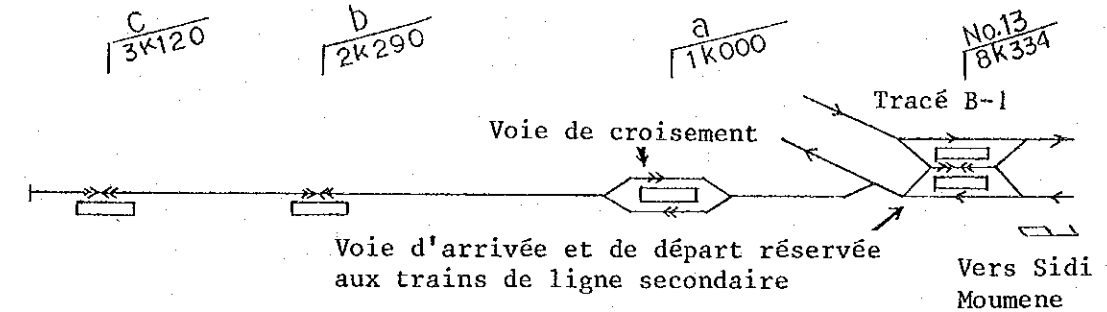 C
3K120
b
2K290
a
1K000
No.13
8K334
Tracé B-1
Voie de croisement
Voie d'arrivée et de départ réservée
aux trains de ligne secondaire
Vers Sidi
Moumene